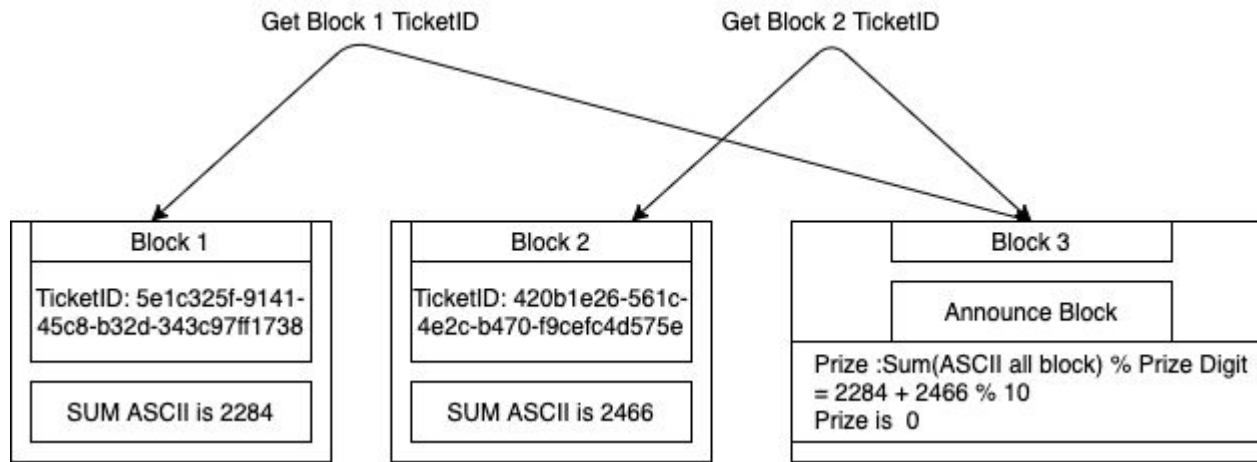 Get Block 1 TicketID
Get Block 2 TicketID
Block 1
TicketID: 5e1c325f-9141-
45c8-b32d-343c97ff1738
SUM ASCII is 2284
Block 2
TicketID: 420b1e26-561c-
4e2c-b470-f9cefc4d575e
SUM ASCII is 2466
Block 3
Announce Block
Prize :Sum(ASCII all block) % Prize Digit
= 2284 + 2466 % 10
Prize is 0